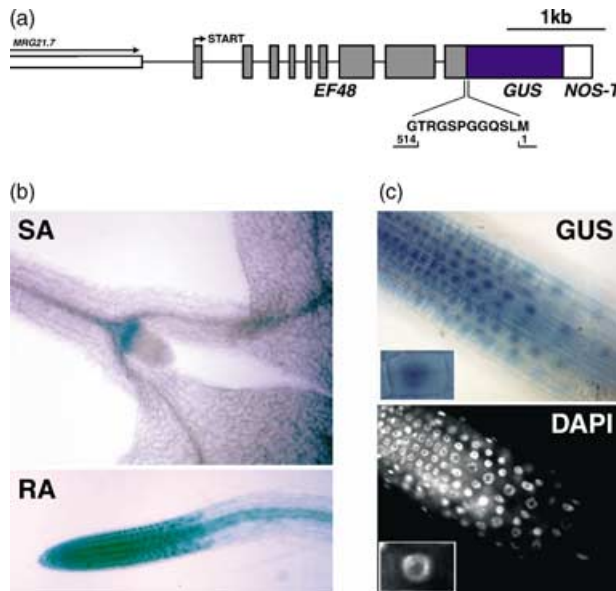 (a)
1kb
MRG21.7
START
EF48
GUS
NOS-T
GTRGSPGGQSLM
514
1
(b)
SA
RA
(c)
GUS
DAPI